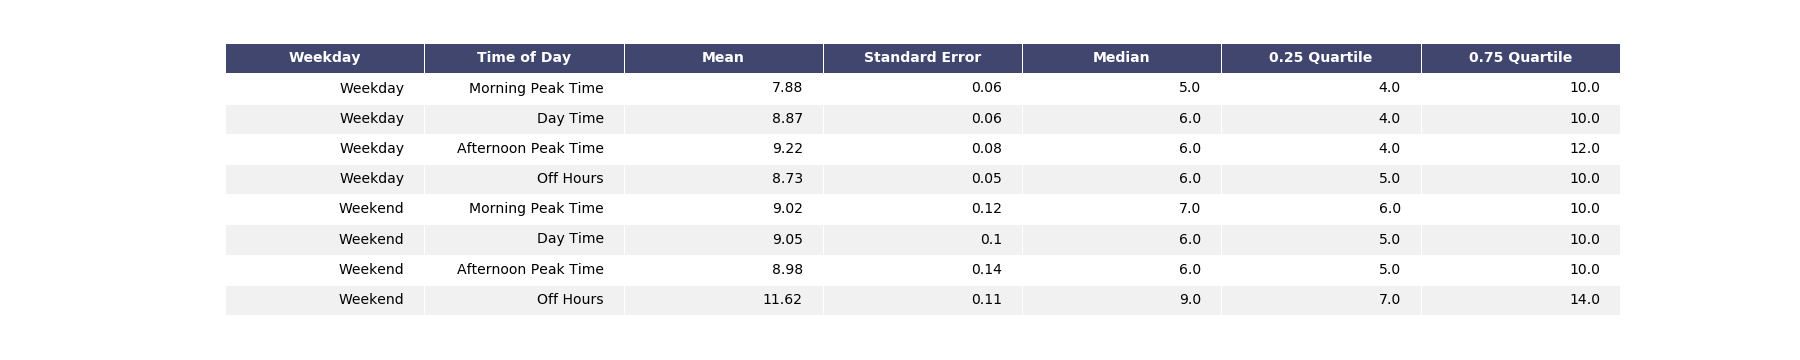 Weekday Time of Day Mean Standard Error Median 0.25 Quartile 0.75 Quartile
Weekday Morning Peak Time 7.88 0.06 5.0 4.0 10.0
Weekday Day Time 8.87 0.06 6.0 4.0 10.0
Weekday Afternoon Peak Time 9.22 0.08 6.0 4.0 12.0
Weekday Off Hours 8.73 0.05 6.0 5.0 10.0
Weekend Morning Peak Time 9.02 0.12 7.0 6.0 10.0
Weekend Day Time 9.05 0.1 6.0 5.0 10.0
Weekend Afternoon Peak Time 8.98 0.14 6.0 5.0 10.0
Weekend Off Hours 11.62 0.11 9.0 7.0 14.0